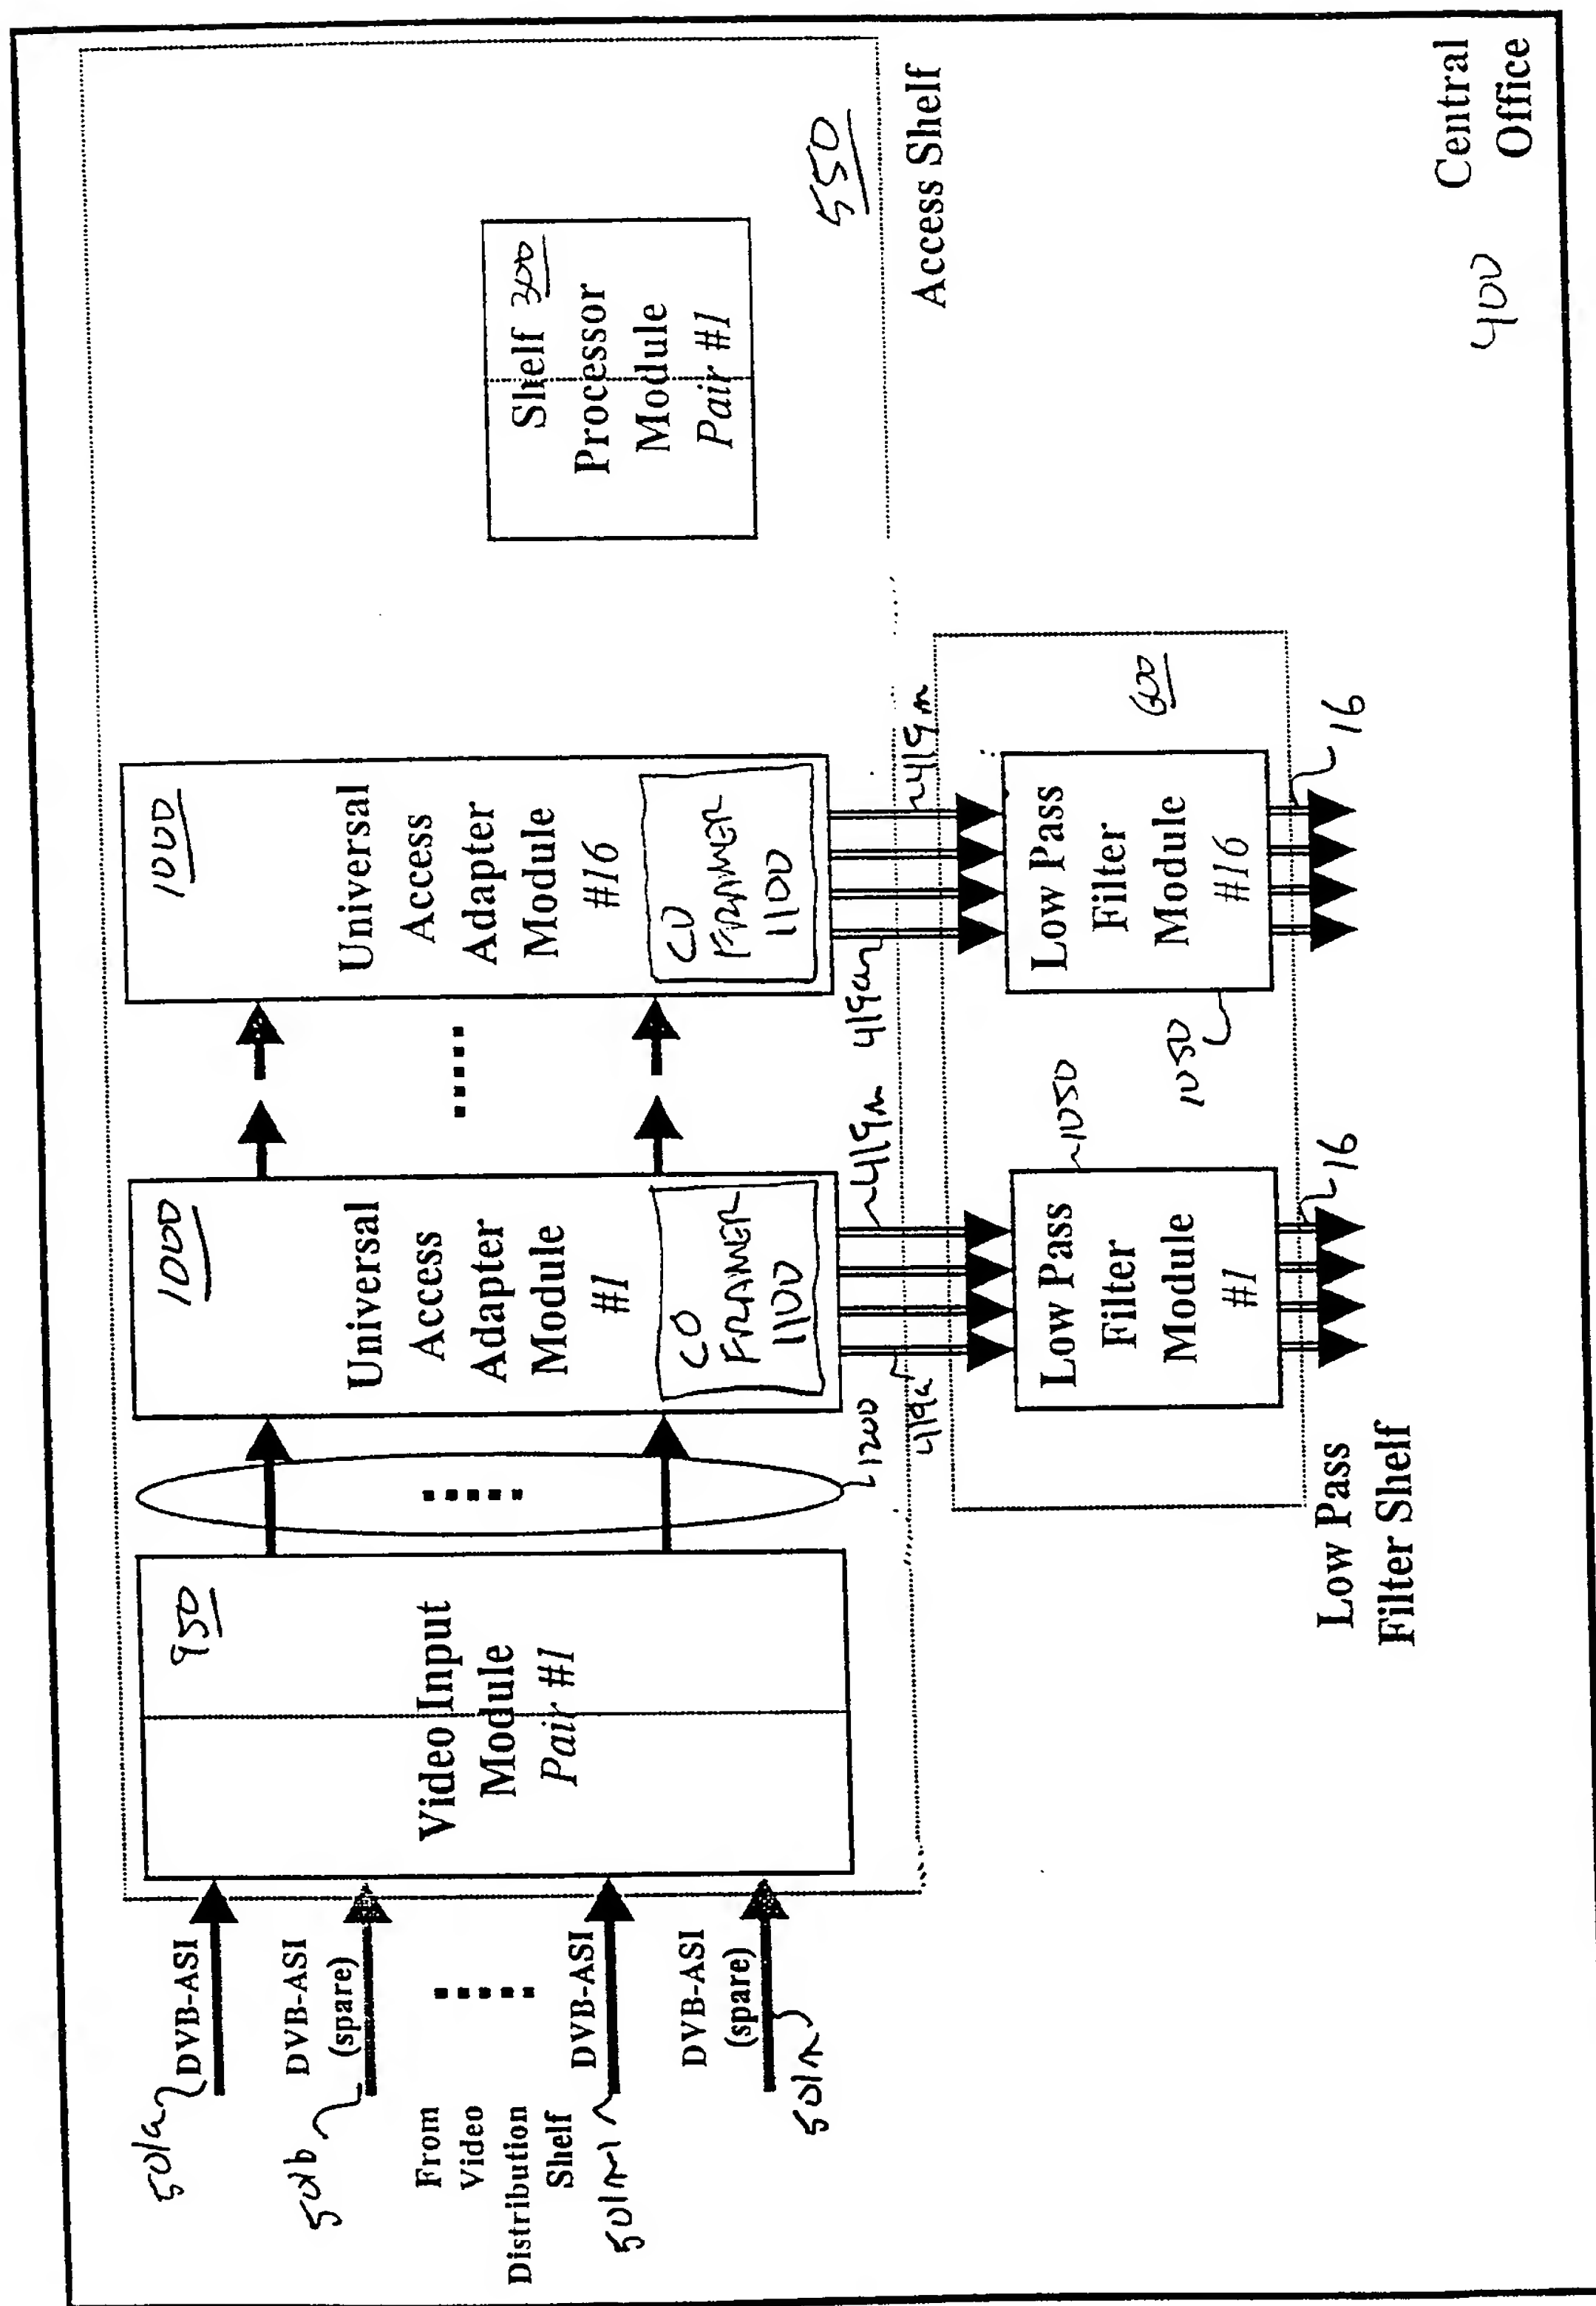 501a
DVB-ASI
501b
DVB-ASI
(spare)
From
Video
Distribution
Shelf
DVB-ASI
DVB-ASI
(spare)
501n
950
Video Input
Module
Pair #1
1200
1000
Universal
Access
Adapter
Module
#1
CO
FRAMER
1100
419a
419n
1000
Universal
Access
Adapter
Module
#16
CO
FRAMER
1100
419a
419n
Shelf 300
Processor
Module
Pair #1
550
Access Shelf
Low Pass
Filter
Module
#1
1050
16
Low Pass
Filter
Module
#16
1050
600
16
Low Pass
Filter Shelf
400
Central
Office